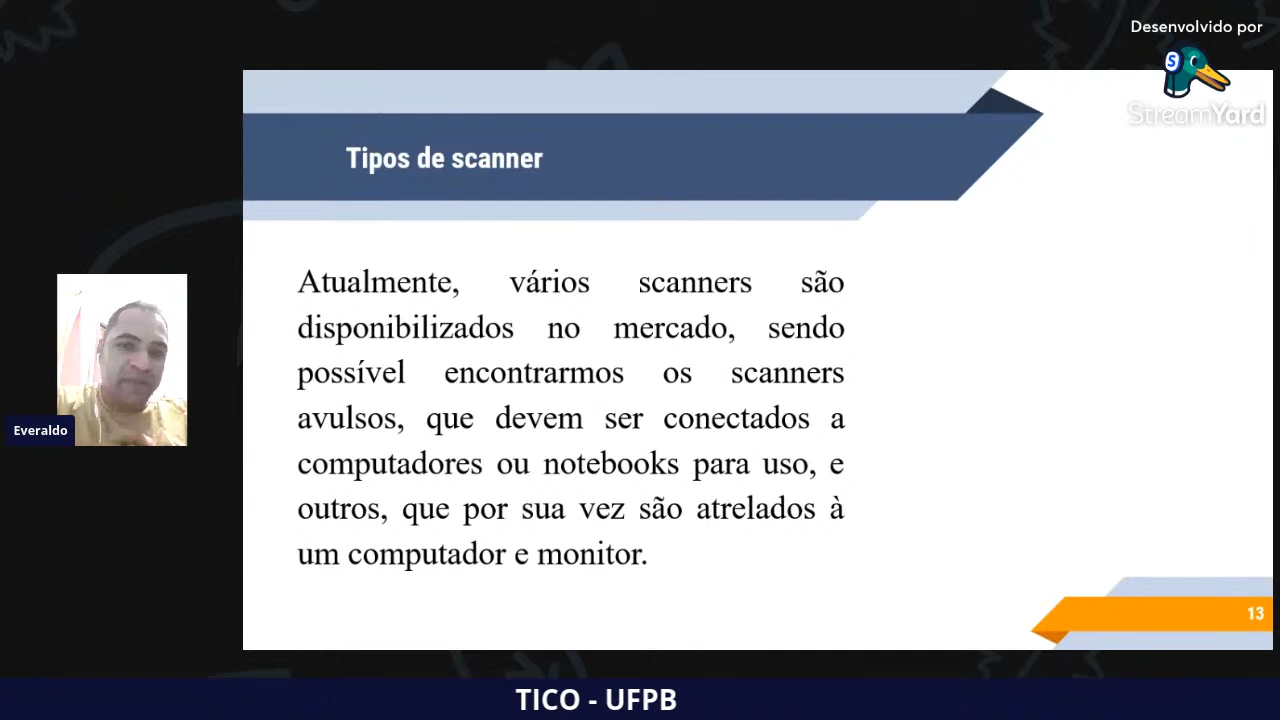 Desenvolvido por
S
StreamYard
Tipos de scanner
Atualmente, vários scanners são
disponibilizados no mercado, sendo
possível encontrarmos os scanners
avulsos, que devem ser conectados a
computadores ou notebooks para uso, e
outros, que por sua vez são atrelados à
um computador e monitor.
Everaldo
13
TICO - UFPB